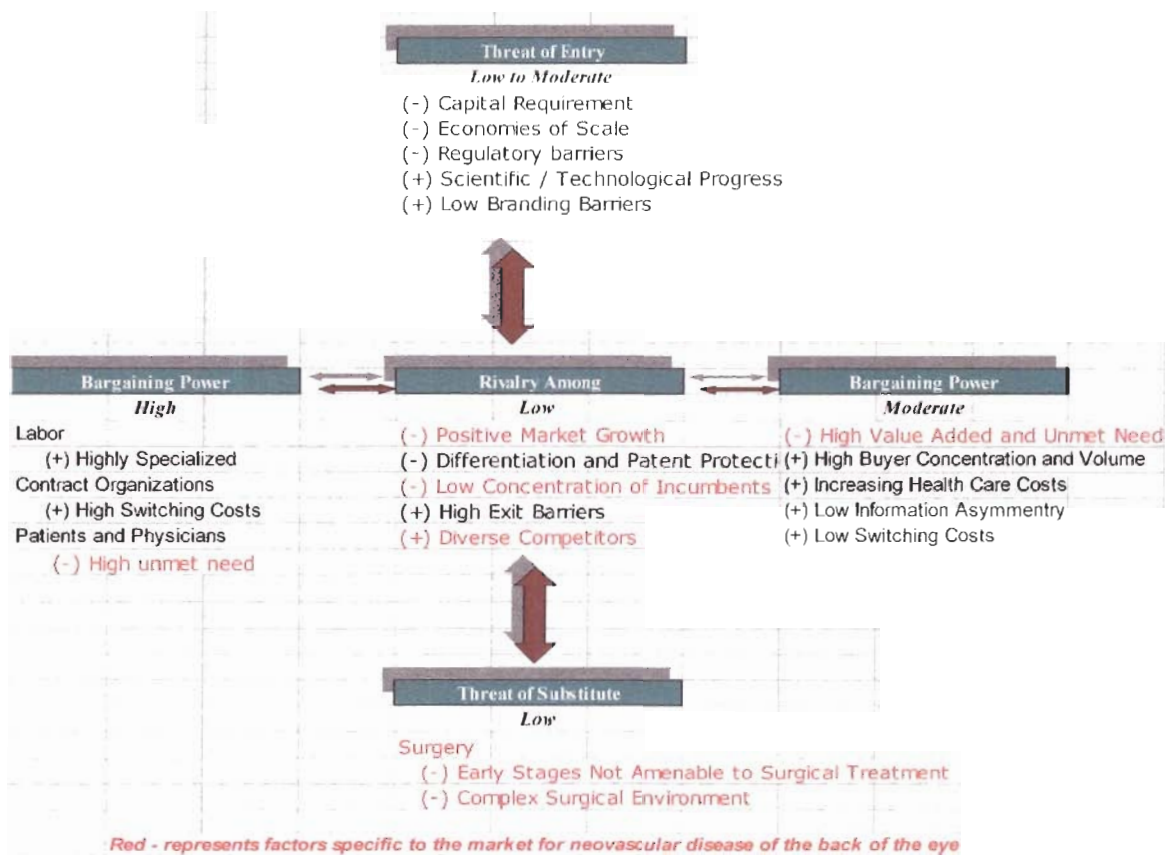 Threat of Entry
Low to Moderate
(-) Capital Requirement
(-) Economies of Scale
(-) Regulatory barriers
(+) Scientific / Technological Progress
(+) Low Branding Barriers
Bargaining Power
High
Labor
(+) Highly Specialized
Contract Organizations
(+) High Switching Costs
Patients and Physicians
(-) High unmet need
Rivalry Among
Low
(-) Positive Market Growth
(-) Differentiation and Patent Protecti
(-) Low Concentration of Incumbents
(+) High Exit Barriers
(+) Diverse Competitors
Bargaining Power
Moderate
(-) High Value Added and Unmet Need
(+) High Buyer Concentration and Volume
(+) Increasing Health Care Costs
(+) Low Information Asymmentry
(+) Low Switching Costs
Threat of Substitute
Low
Surgery
(-) Early Stages Not Amenable to Surgical Treatment
(-) Complex Surgical Environment
Red - represents factors specific to the market for neovascular disease of the back of the eye